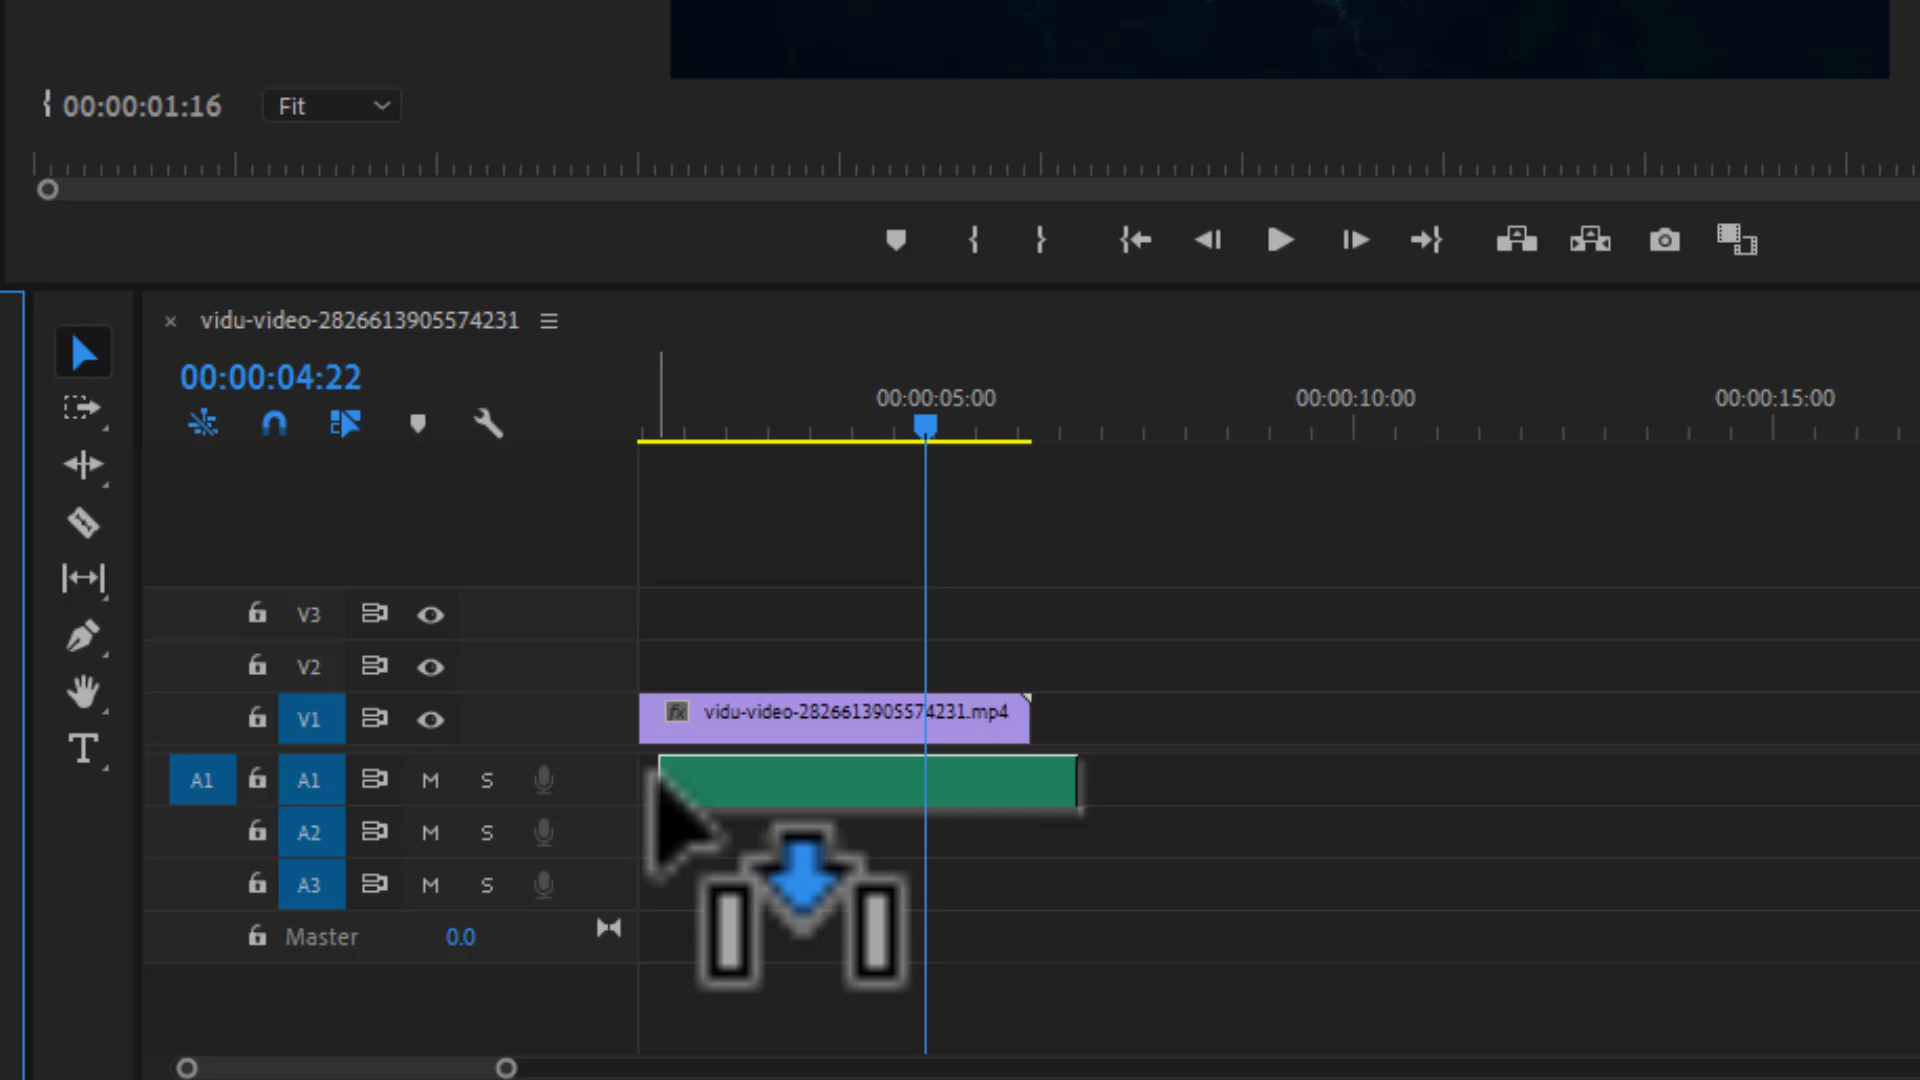 00:00:01:16
Fit
vidu-video-2826613905574231
00:00:04:22
00:00:05:00
00:00:10:00
00:00:15:00
V3
V2
V1
fx vidu-video-2826613905574231.mp4
A1 A1 M S
A2 M S
A3 M S
Master 0.0
T